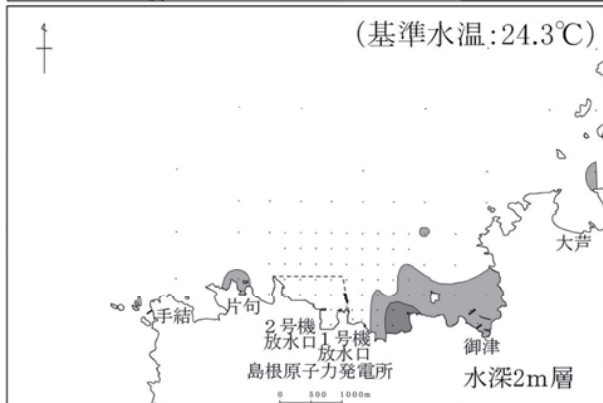 (基準水温:24.3℃)
大芦
手結
片句
2号機
放水口
1号機
放水口
御津
島根原子力発電所
水深2m層
0 500 1000m